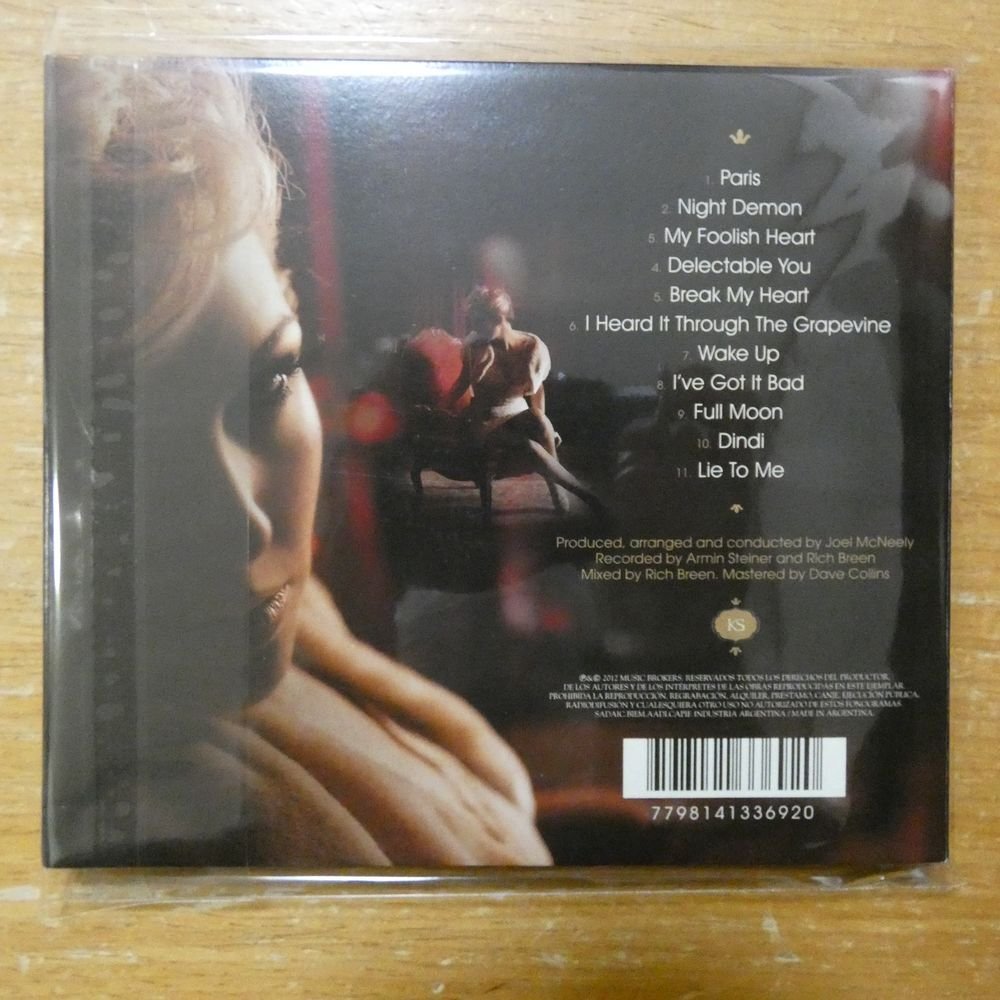 1. Paris
2. Night Demon
3. My Foolish Heart
4. Delectable You
5. Break My Heart
6. I Heard It Through The Grapevine
7. Wake Up
8. I've Got It Bad
9. Full Moon
10. Dindi
11. Lie To Me
Produced, arranged and conducted by Joel McNeely
Recorded by Armin Steiner and Rich Breen
Mixed by Rich Breen. Mastered by Dave Collins
KS
℗&© 2012 MUSIC BROKERS. RESERVADOS TODOS LOS DERECHOS DEL PRODUCTOR,
DE LOS AUTORES Y DE LOS INTÉRPRETES DE LAS OBRAS REPRODUCIDAS EN ESTE EJEMPLAR.
PROHIBIDA LA REPRODUCCIÓN, REGRABACIÓN, ALQUILER, PRÉSTAMO, CANJE, EJECUCIÓN PÚBLICA,
RADIODIFUSIÓN Y CUALESQUIERA OTRO USO NO AUTORIZADO DE ESTOS FONOGRAMAS
SADAIC.BIEM.AADI.CAPIF. INDUSTRIA ARGENTINA / MADE IN ARGENTINA.
7798141336920